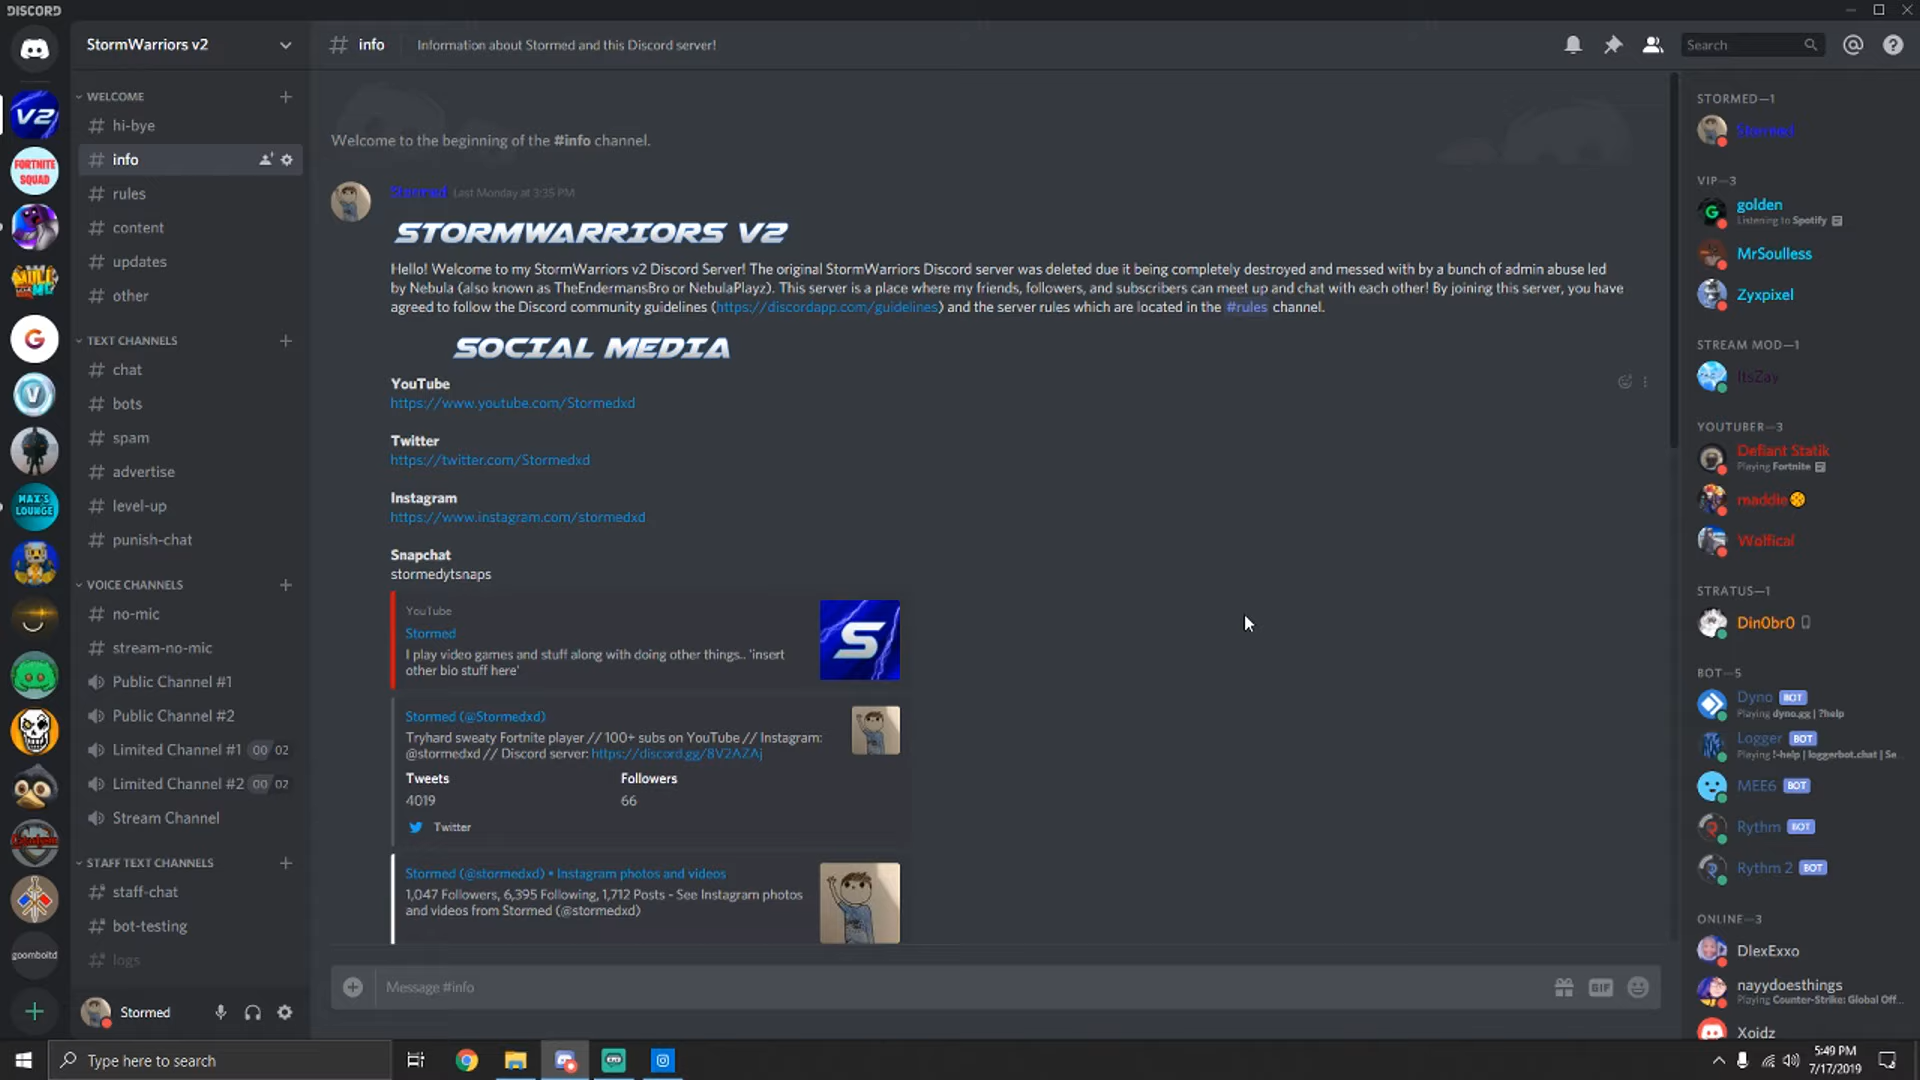 DISCORD
StormWarriors v2
info
Information about Stormed and this Discord server!
Search
V2
FORTNITE
SQUAD
MAX'S
LOUNGE
goomboitd
WELCOME
hi-bye
info
rules
content
updates
other
TEXT CHANNELS
chat
bots
spam
advertise
level-up
punish-chat
VOICE CHANNELS
no-mic
stream-no-mic
Public Channel #1
Public Channel #2
Limited Channel #1 00 02
Limited Channel #2 00 02
Stream Channel
STAFF TEXT CHANNELS
staff-chat
bot-testing
logs
Stormed
Welcome to the beginning of the #info channel.
Stormed Last Monday at 3:35 PM
STORMWARRIORS V2
Hello! Welcome to my StormWarriors v2 Discord Server! The original StormWarriors Discord server was deleted due it being completely destroyed and messed with by a bunch of admin abuse led
by Nebula (also known as TheEndermansBro or NebulaPlayz). This server is a place where my friends, followers, and subscribers can meet up and chat with each other! By joining this server, you have
agreed to follow the Discord community guidelines (https://discordapp.com/guidelines) and the server rules which are located in the #rules channel.
SOCIAL MEDIA
YouTube
https://www.youtube.com/Stormedxd
Twitter
https://twitter.com/Stormedxd
Instagram
https://www.instagram.com/stormedxd
Snapchat
stormedytsnaps
YouTube
Stormed
I play video games and stuff along with doing other things.. 'insert
other bio stuff here'
S
Stormed (@Stormedxd)
Tryhard sweaty Fortnite player // 100+ subs on YouTube // Instagram:
@stormedxd // Discord server: https://discord.gg/8V2AZAj
Tweets Followers
4019 66
Twitter
Stormed (@stormedxd) • Instagram photos and videos
1,047 Followers, 6,395 Following, 1,712 Posts - See Instagram photos
and videos from Stormed (@stormedxd)
Message #info
GIF
STORMED—1
Stormed
VIP—3
golden
Listening to Spotify
MrSoulless
Zyxpixel
STREAM MOD—1
ItsZay
YOUTUBER—3
Defiant Statik
Playing Fortnite
maddie
Wolfical
STRATUS—1
Din0br0
BOT—5
Dyno BOT
Playing dyno.gg | ?help
Logger BOT
Playing !-help | loggerbot.chat | Se...
MEE6 BOT
Rythm BOT
Rythm 2 BOT
ONLINE—3
DlexExxo
nayydoesthings
Playing Counter-Strike: Global Off...
Xoidz
Type here to search
5:49 PM
7/17/2019